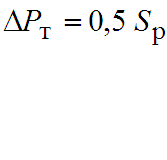 ΔPт = 0,5 Sр